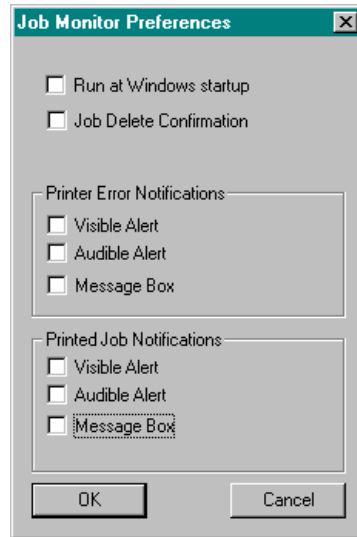 Job Monitor Preferences
Run at Windows startup
Job Delete Confirmation
Printer Error Notifications
Visible Alert
Audible Alert
Message Box
Printed Job Notifications
Visible Alert
Audible Alert
Message Box
OK Cancel